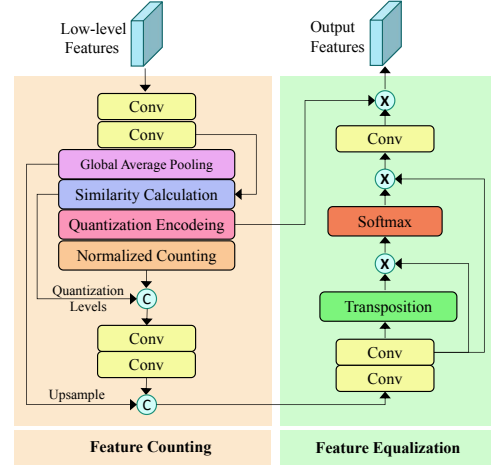 Low-level
Features
Output
Features
Conv
Conv
Global Average Pooling
Similarity Calculation
Quantization Encodeing
Normalized Counting
Quantization
Levels
C
Conv
Conv
Upsample
C
Feature Counting
X
Conv
X
Softmax
X
Transposition
Conv
Conv
Feature Equalization